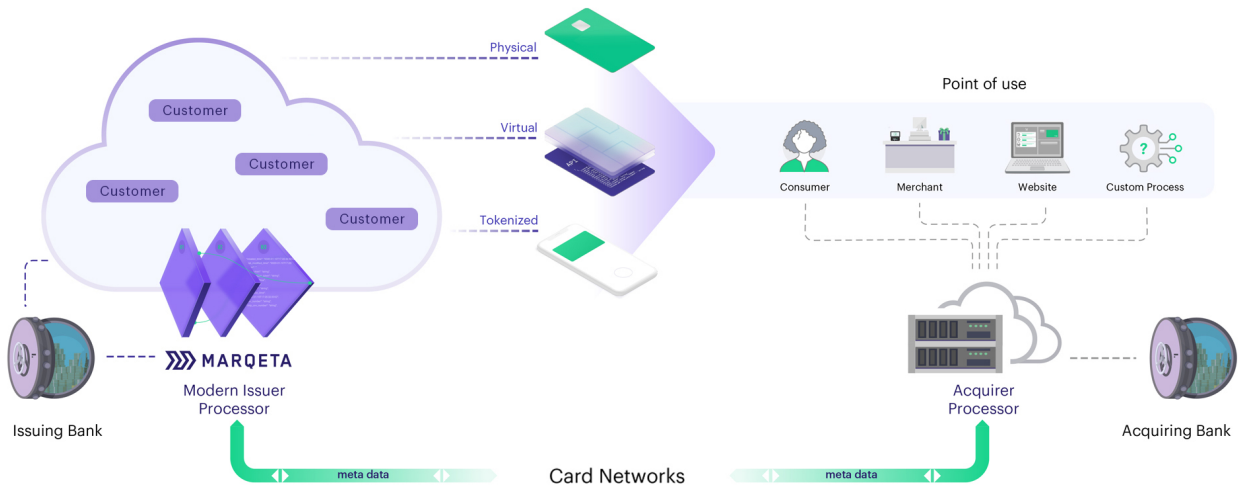 Physical
Point of use
Customer
Virtual
API
Customer
Customer
Consumer
Merchant
Website
Custom Process
Customer
Tokenized
MARQETA
Modern Issuer
Processor
Acquirer
Processor
Issuing Bank
Acquiring Bank
meta data
Card Networks
meta data
?